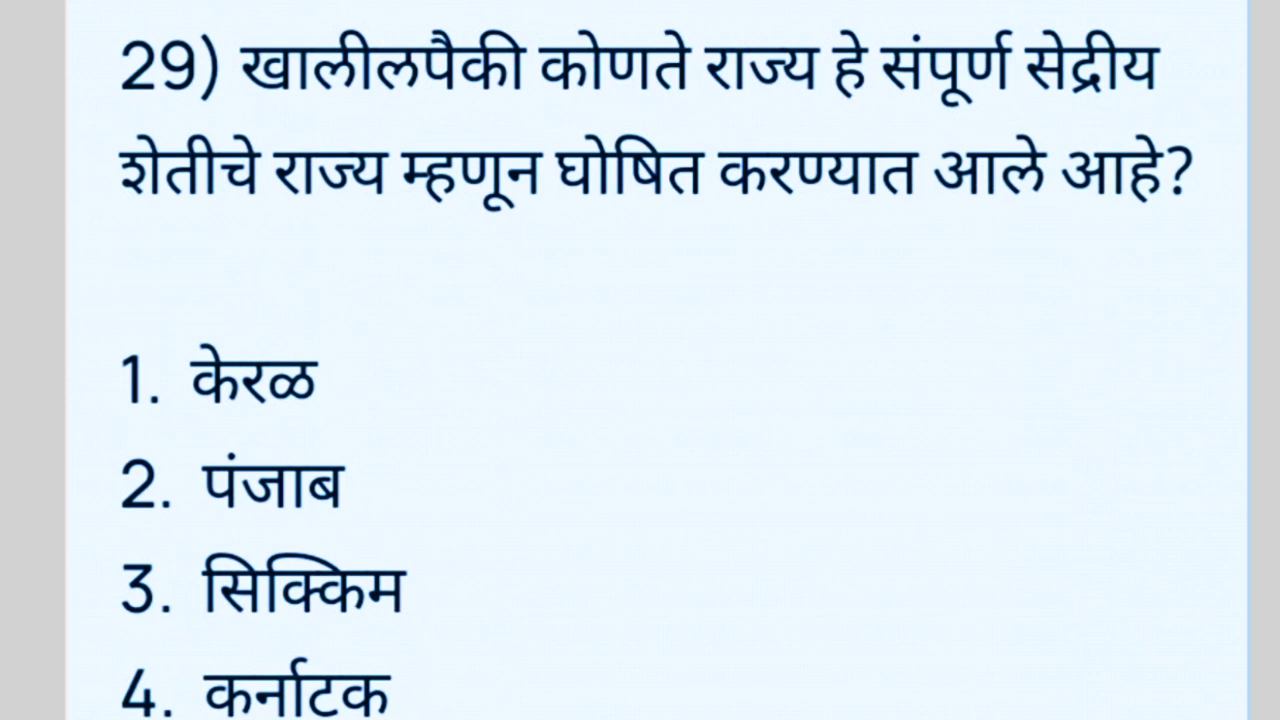 29) खालीलपैकी कोणते राज्य हे संपूर्ण सेद्रीय
शेतीचे राज्य म्हणून घोषित करण्यात आले आहे?
1. केरळ
2. पंजाब
3. सिक्किम
4. कर्नाटक